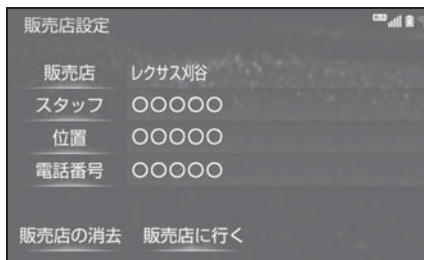 販売店設定
販売店 レクサス刈谷
スタッフ ○○○○○
位置 ○○○○○
電話番号 ○○○○○
販売店の消去 販売店に行く